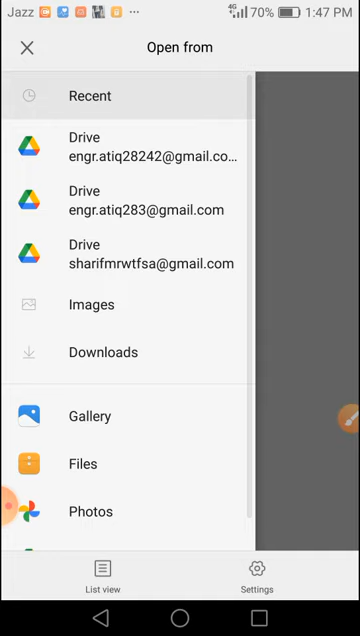 Jazz 4G 70% 1:47 PM
Open from
Recent
Drive
engr.atiq28242@gmail.co...
Drive
engr.atiq283@gmail.com
Drive
sharifmrwtfsa@gmail.com
Images
Downloads
Gallery
Files
Photos
List view
Settings